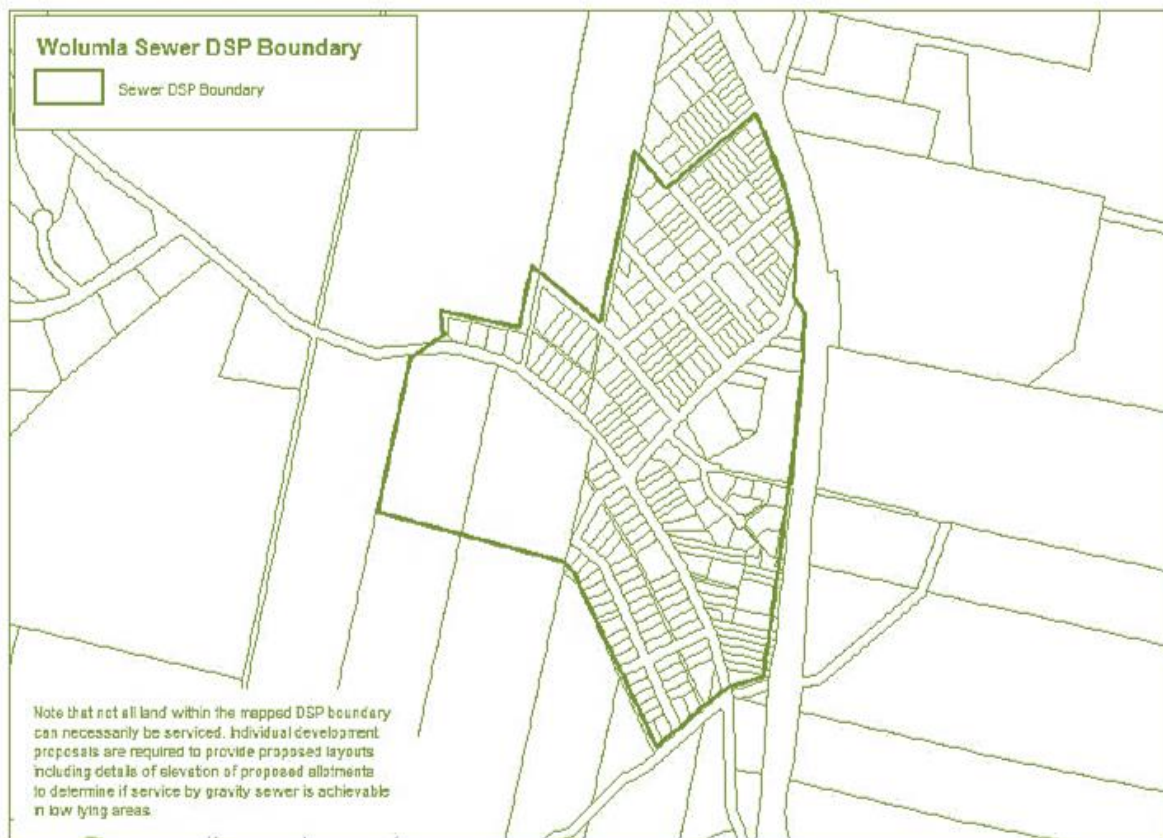 Wolumla Sewer DSP Boundary
Sewer DSP Boundary
Note that not all land within the mapped DSP boundary
can necessarily be serviced. Individual development
proposals are required to provide proposed layouts
including details of elevation of proposed allotments
to determine if service by gravity sewer is achievable
in low lying areas.